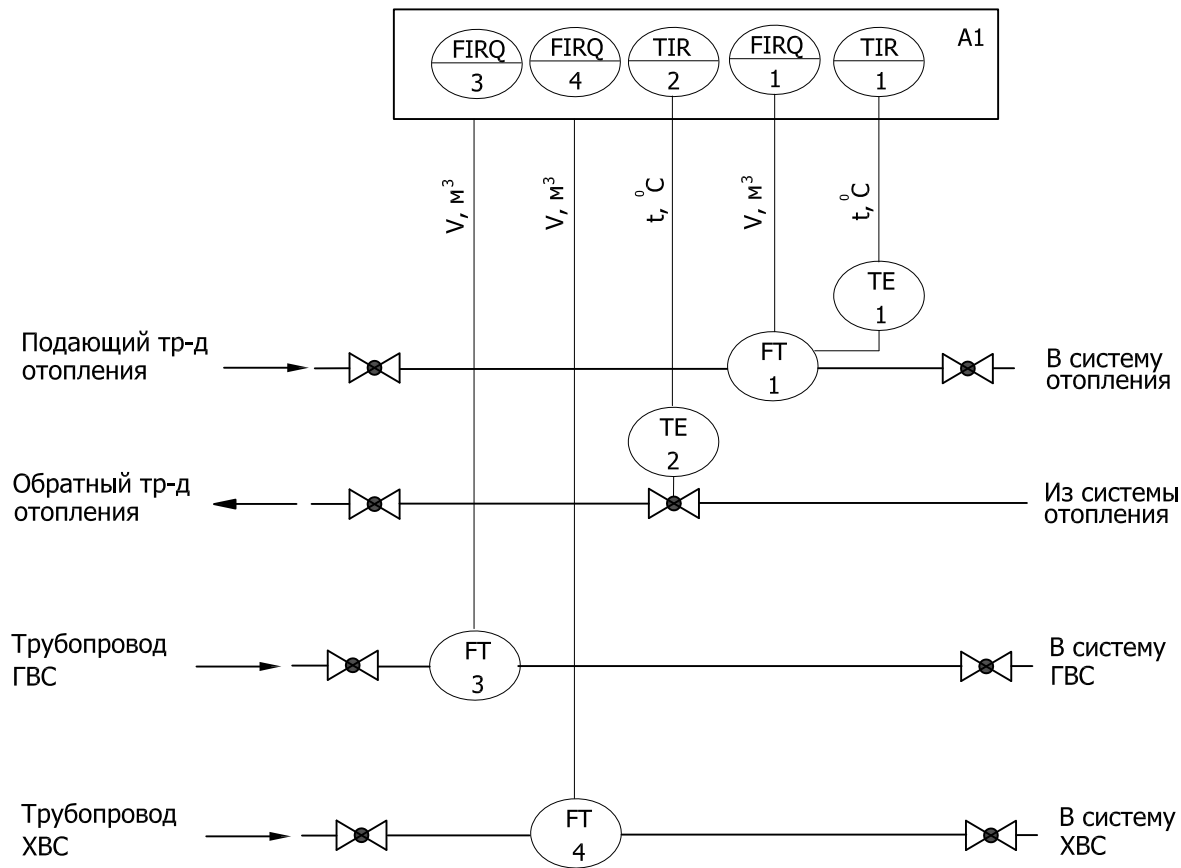 FIRQ
3
FIRQ
4
TIR
2
FIRQ
1
TIR
1
A1
V, м³
V, м³
t, ⁰C
V, м³
t, ⁰C
TE
1
Подающий тр-д
отопления
FT
1
В систему
отопления
TE
2
Обратный тр-д
отопления
Из системы
отопления
Трубопровод
ГВС
FT
3
В систему
ГВС
Трубопровод
ХВС
FT
4
В систему
ХВС